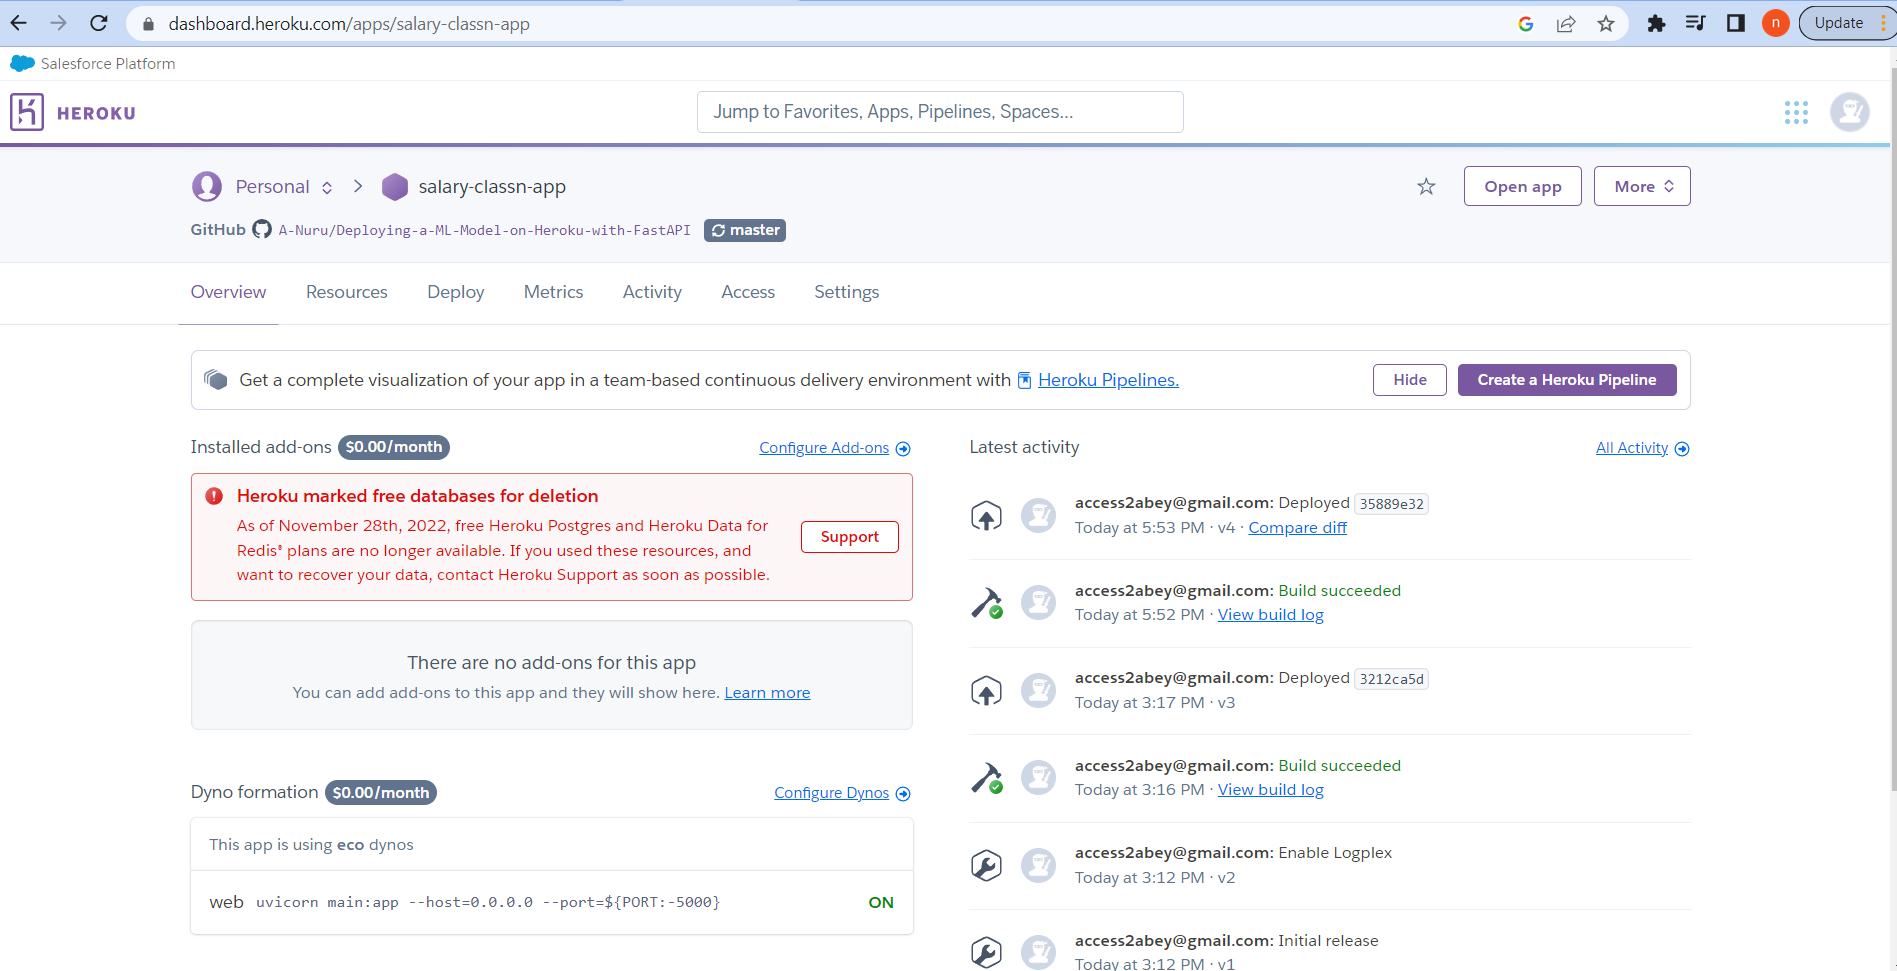 dashboard.heroku.com/apps/salary-classn-app
n
Update
Salesforce Platform
HEROKU
Jump to Favorites, Apps, Pipelines, Spaces...
Personal
salary-classn-app
Open app
More
GitHub A-Nuru/Deploying-a-ML-Model-on-Heroku-with-FastAPI master
Overview Resources Deploy Metrics Activity Access Settings
Get a complete visualization of your app in a team-based continuous delivery environment with Heroku Pipelines.
Hide
Create a Heroku Pipeline
Installed add-ons $0.00/month
Configure Add-ons
Heroku marked free databases for deletion
As of November 28th, 2022, free Heroku Postgres and Heroku Data for
Redis® plans are no longer available. If you used these resources, and
want to recover your data, contact Heroku Support as soon as possible.
Support
There are no add-ons for this app
You can add add-ons to this app and they will show here. Learn more
Dyno formation $0.00/month
Configure Dynos
This app is using eco dynos
web uvicorn main:app --host=0.0.0.0 --port=${PORT:-5000} ON
Latest activity
All Activity
access2abey@gmail.com: Deployed 35889e32
Today at 5:53 PM · v4 · Compare diff
access2abey@gmail.com: Build succeeded
Today at 5:52 PM · View build log
access2abey@gmail.com: Deployed 3212ca5d
Today at 3:17 PM · v3
access2abey@gmail.com: Build succeeded
Today at 3:16 PM · View build log
access2abey@gmail.com: Enable Logplex
Today at 3:12 PM · v2
access2abey@gmail.com: Initial release
Today at 3:12 PM · v1